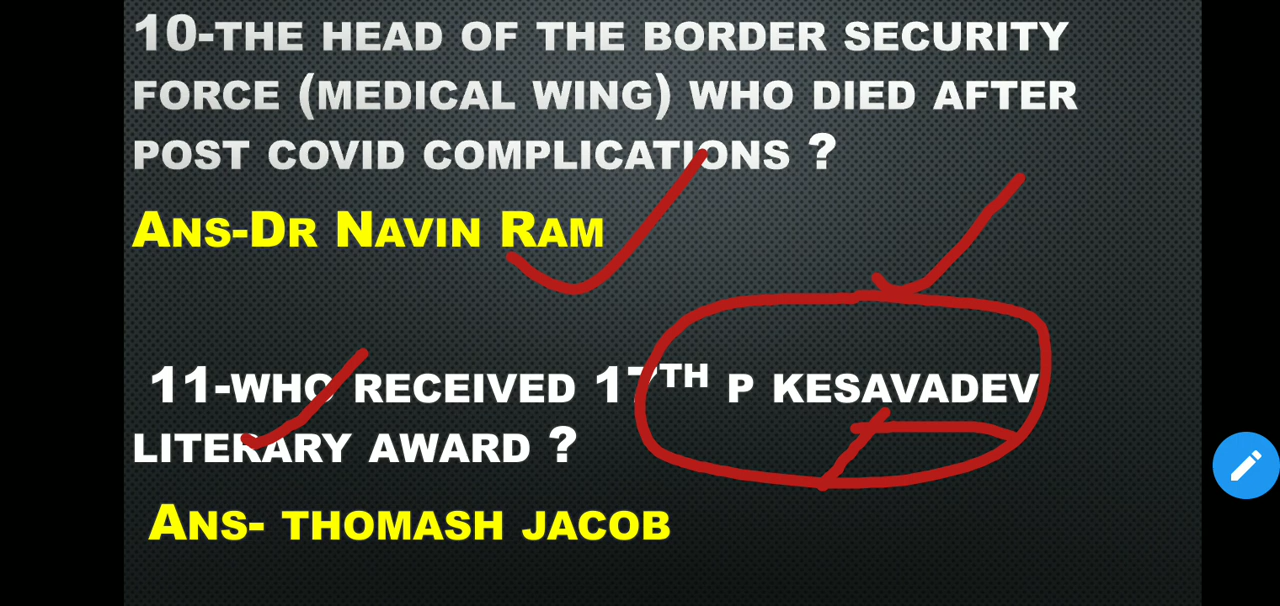 10-THE HEAD OF THE BORDER SECURITY
FORCE (MEDICAL WING) WHO DIED AFTER
POST COVID COMPLICATIONS ?
ANS-DR NAVIN RAM
11-WHO RECEIVED 17TH P KESAVADEV
LITERARY AWARD ?
ANS- THOMASH JACOB